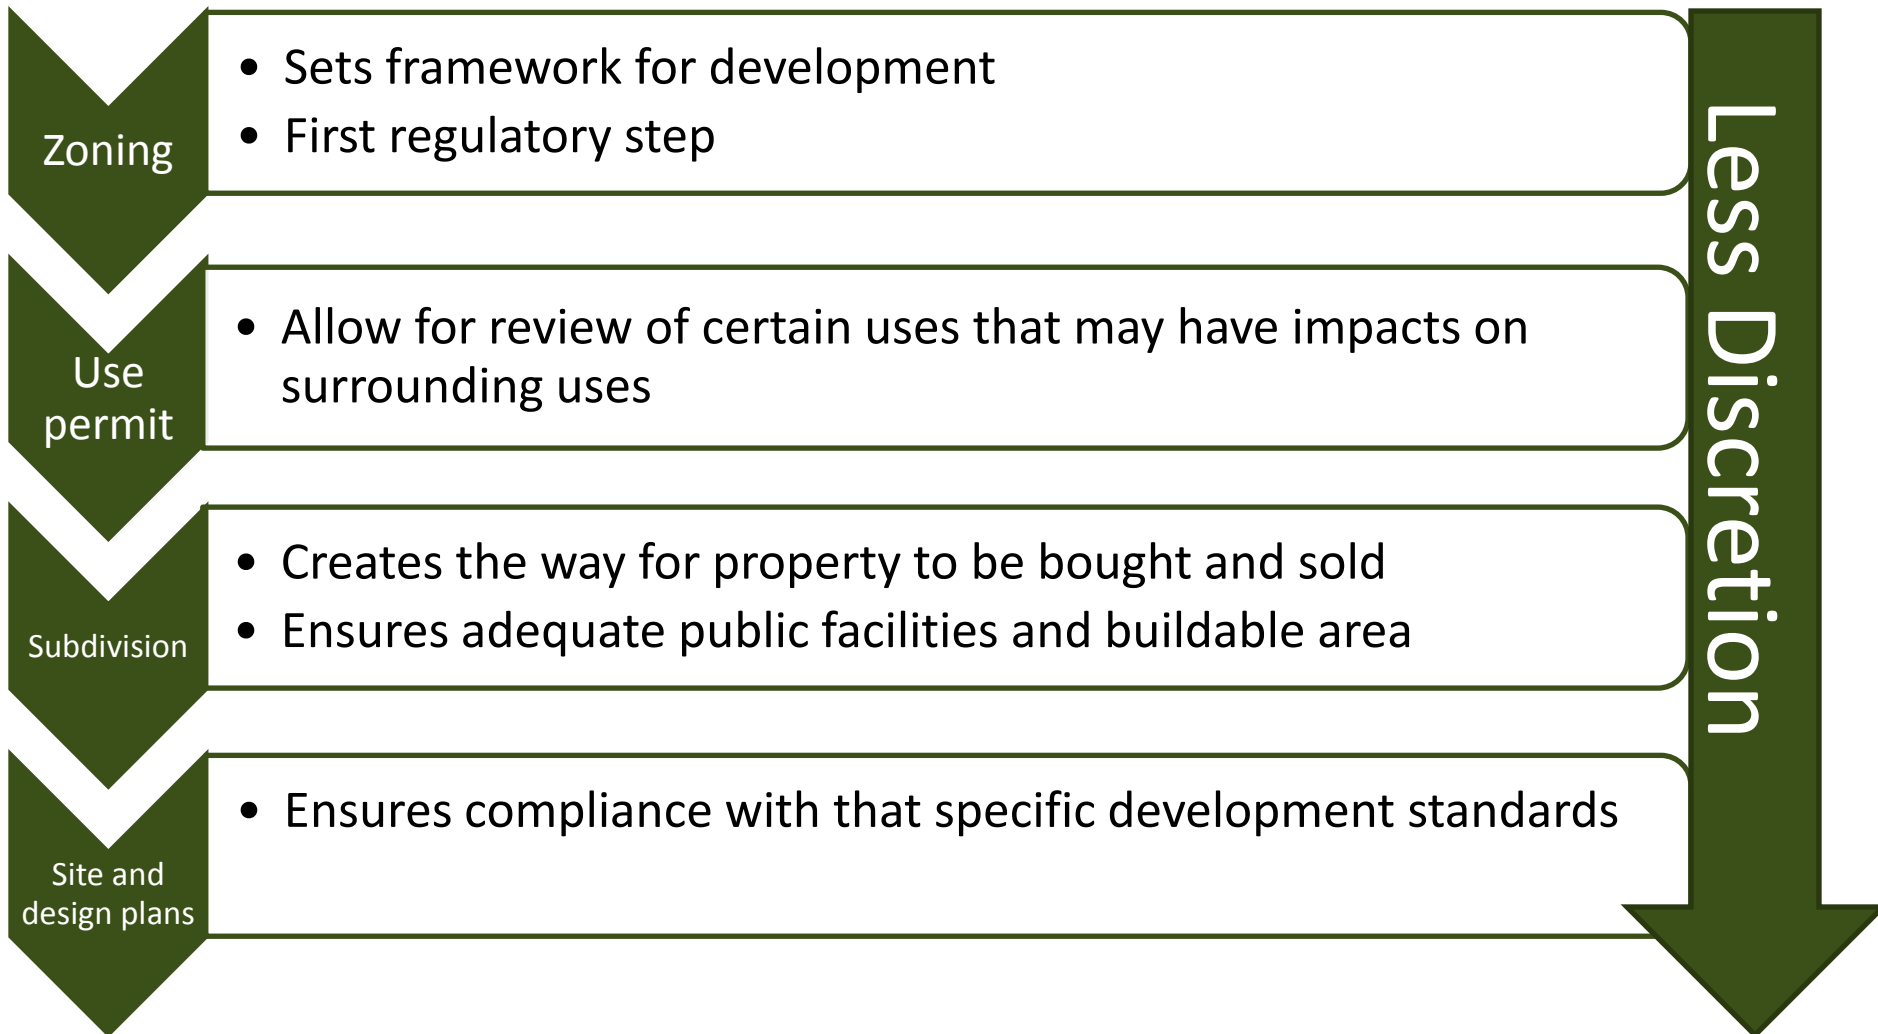 Zoning
• Sets framework for development
• First regulatory step
Use
permit
• Allow for review of certain uses that may have impacts on
surrounding uses
Subdivision
• Creates the way for property to be bought and sold
• Ensures adequate public facilities and buildable area
Site and
design plans
• Ensures compliance with that specific development standards
Less Discretion